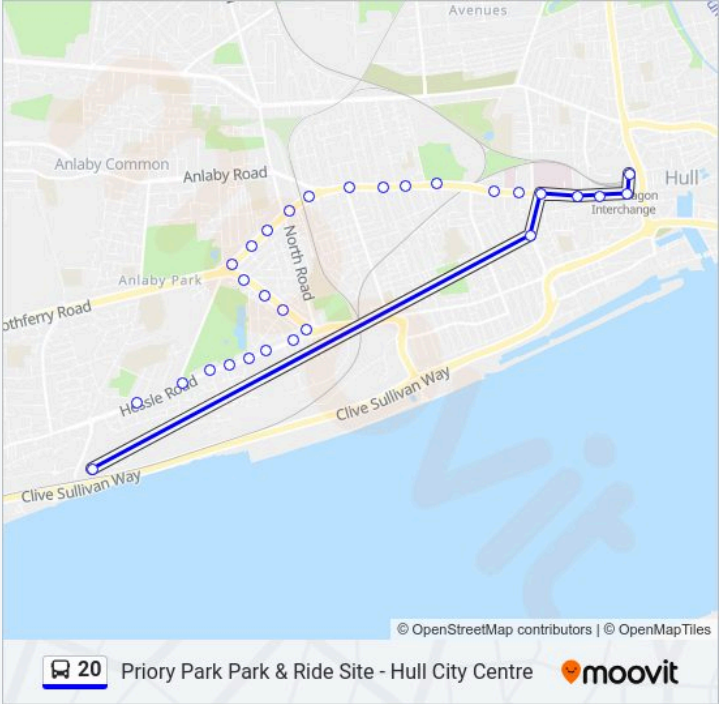 Avenues
Anlaby Common
Anlaby Road
Hull
agon
Interchange
North Road
Anlaby Park
othferry Road
Hessle Road
Clive Sullivan Way
Clive Sullivan Way
© OpenStreetMap contributors | © OpenMapTiles
20 Priory Park Park & Ride Site - Hull City Centre moovit